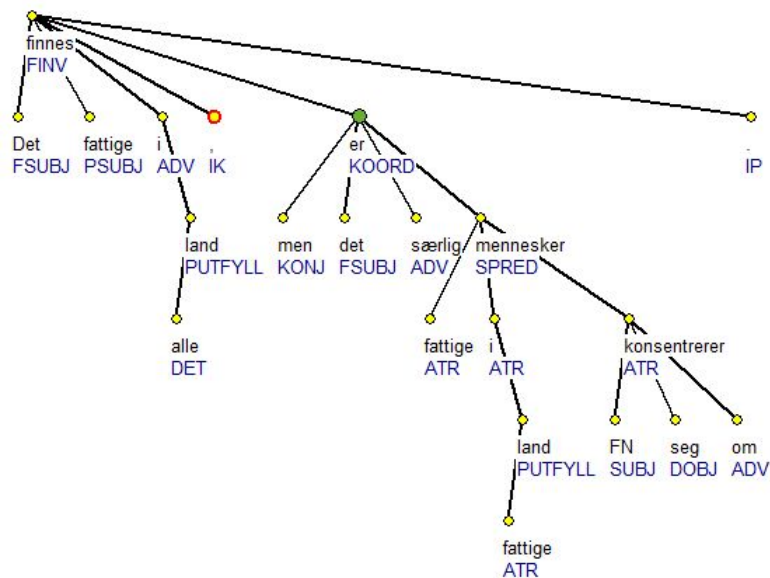 finnes
FINV
Det fattige i , er .
FSUBJ PSUBJ ADV IK KOORD IP
land men det særlig mennesker
PUTFYLL KONJ FSUBJ ADV SPRED
alle fattige i konsentrerer
DET ATR ATR ATR
land FN seg om
PUTFYLL SUBJ DOBJ ADV
fattige
ATR